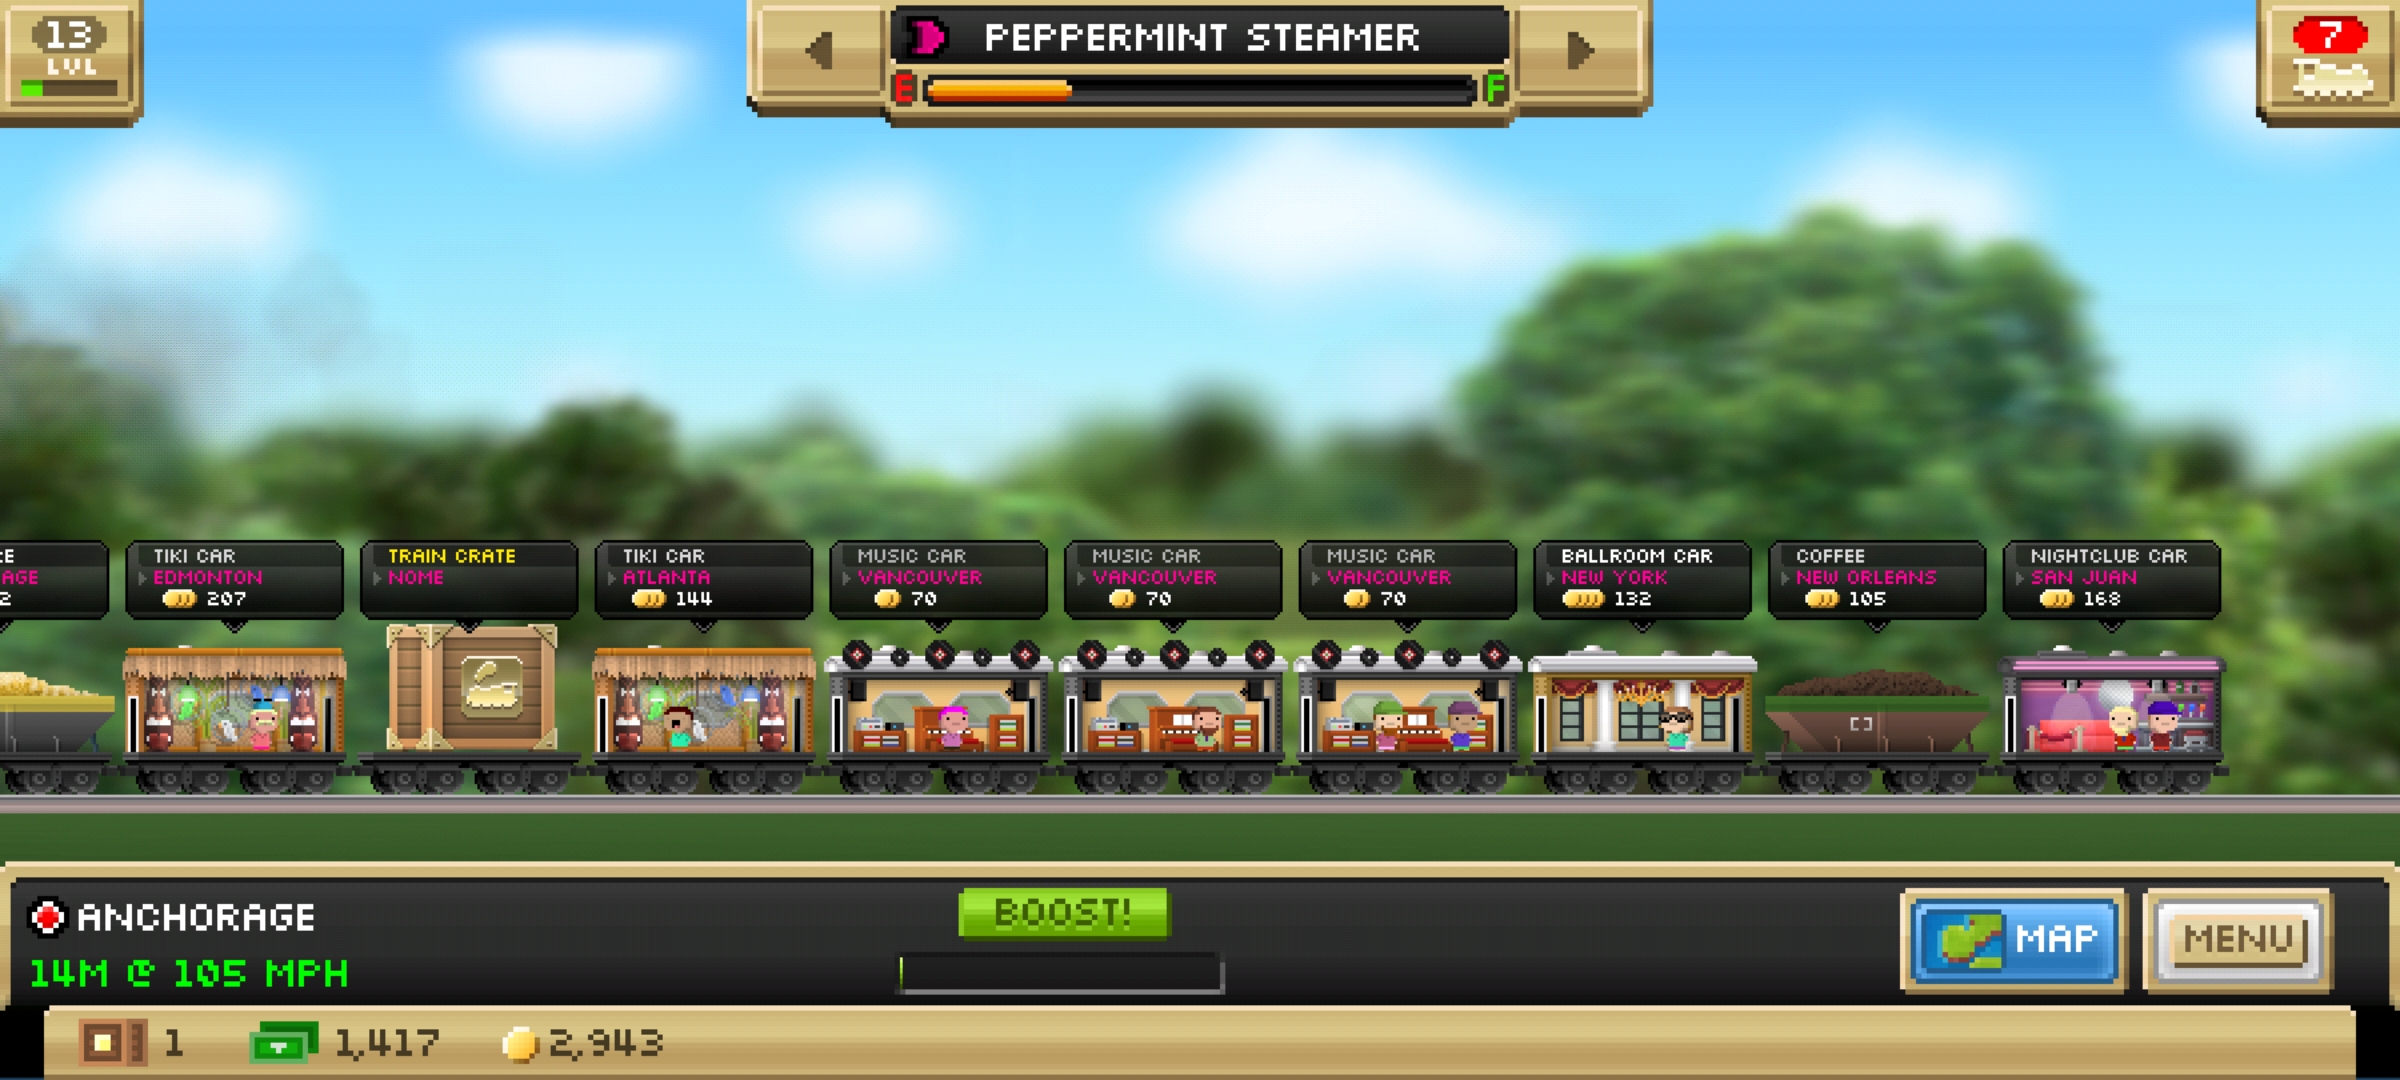 13
LVL
PEPPERMINT STEAMER
E
F
7
AGE
2
TIKI CAR
EDMONTON
207
TRAIN CRATE
NOME
TIKI CAR
ATLANTA
144
MUSIC CAR
VANCOUVER
70
MUSIC CAR
VANCOUVER
70
MUSIC CAR
VANCOUVER
70
BALLROOM CAR
NEW YORK
132
COFFEE
NEW ORLEANS
105
NIGHTCLUB CAR
SAN JUAN
168
ANCHORAGE
14M @ 105 MPH
BOOST!
MAP
MENU
1
1,417
2,943